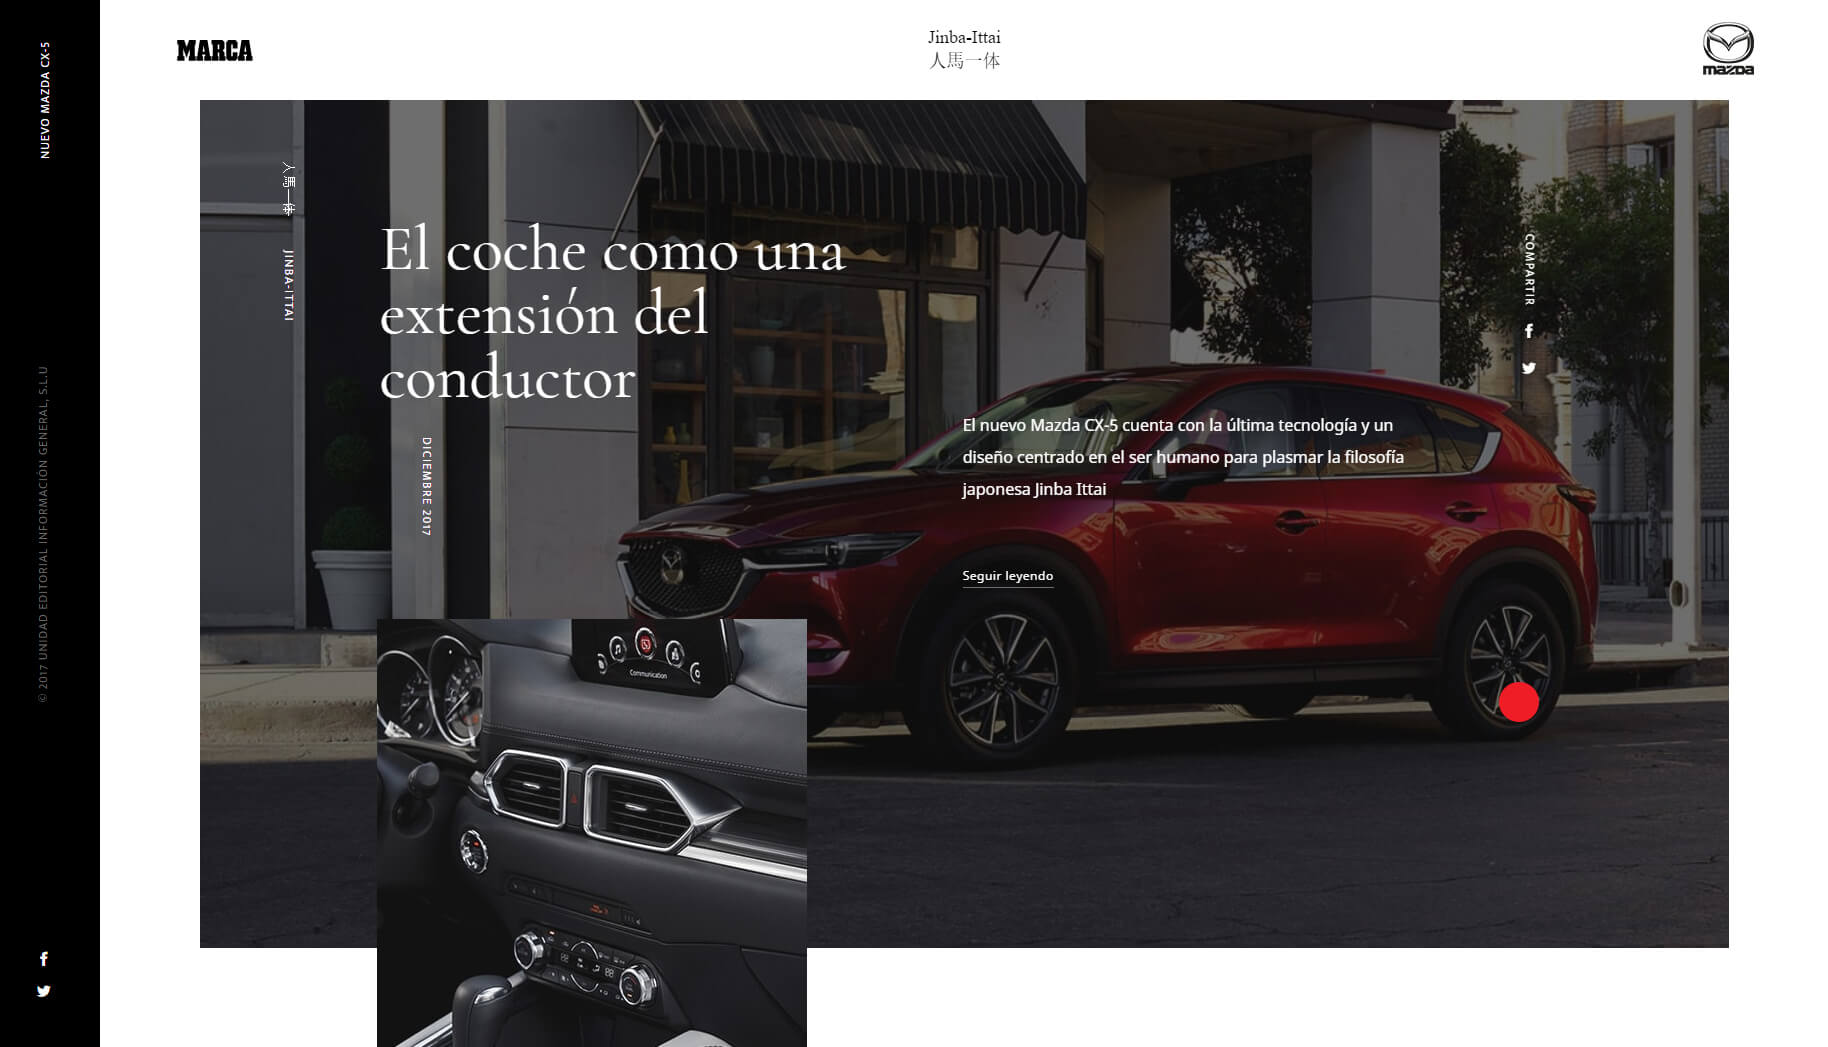 NUEVO MAZDA CX-5
© 2017 UNIDAD EDITORIAL INFORMACIÓN GENERAL, S.L.U
MARCA
Jinba-Ittai
人馬一体
mazda
人馬一体
JINBA-ITTAI
El coche como una
extensión del
conductor
DICIEMBRE 2017
COMPARTIR
El nuevo Mazda CX-5 cuenta con la última tecnología y un
diseño centrado en el ser humano para plasmar la filosofía
japonesa Jinba Ittai
Seguir leyendo
Communication